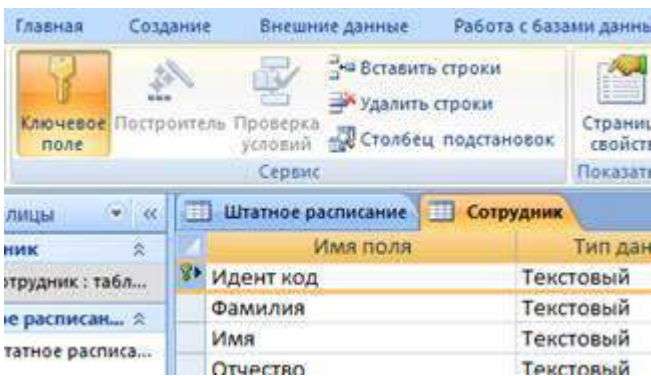 Главная Создание Внешние данные Работа с базами данны
Ключевое поле
Построитель
Проверка условий
Вставить строки
Удалить строки
Столбец подстановок
Страниц
свойств
Сервис
Показать
лицы
«
Штатное расписание
Сотрудник
ник
отрудник : табл...
ое расписан...
татное расписа...
Имя поля Тип дан
Идент код Текстовый
Фамилия Текстовый
Имя Текстовый
Отчество Текстовый